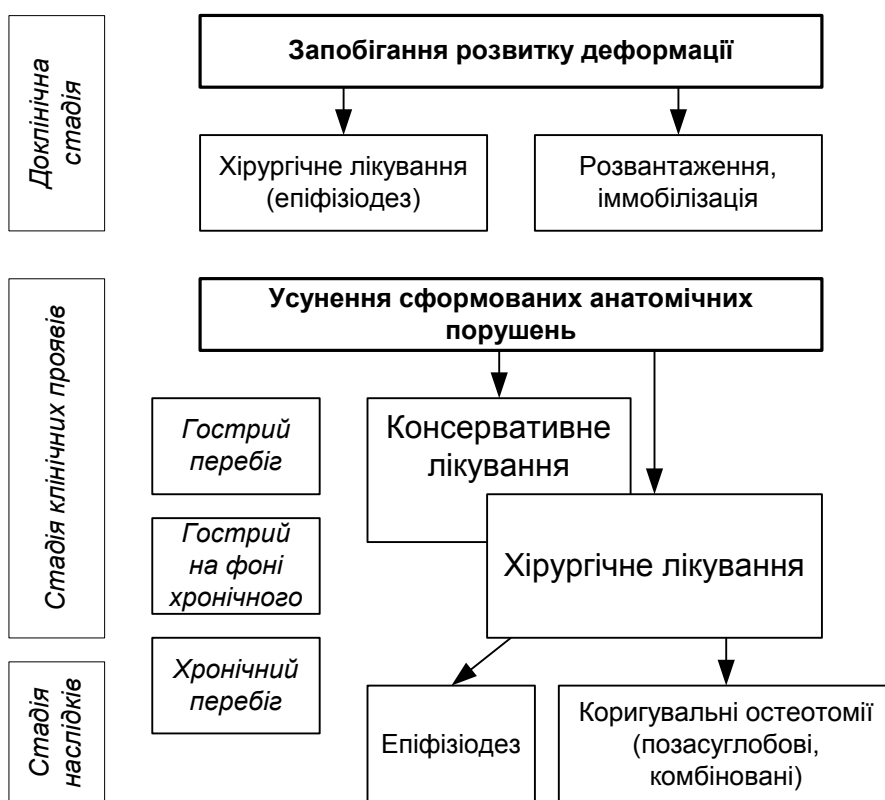 Доклінічна
стадія
Запобігання розвитку деформації
Хірургічне лікування
(епіфізіодез)
Розвантаження,
іммобілізація
Стадія клінічних проявів
Усунення сформованих анатомічних
порушень
Гострий
перебіг
Консервативне
лікування
Гострий
на фоні
хронічного
Хірургічне лікування
Хронічний
перебіг
Стадія
наслідків
Епіфізіодез
Коригувальні остеотомії
(позасуглобові,
комбіновані)